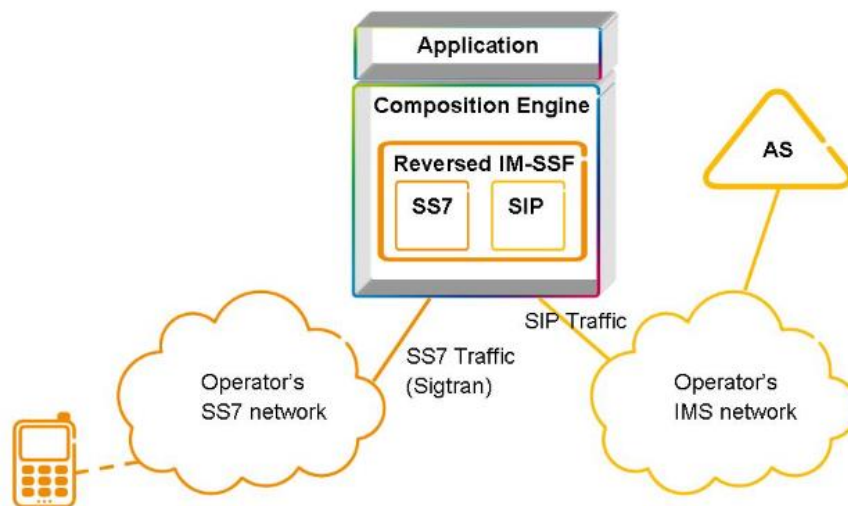 Application
Composition Engine
Reversed IM-SSF
SS7
SIP
AS
SIP Traffic
SS7 Traffic
(Sigtran)
Operator's
SS7 network
Operator's
IMS network